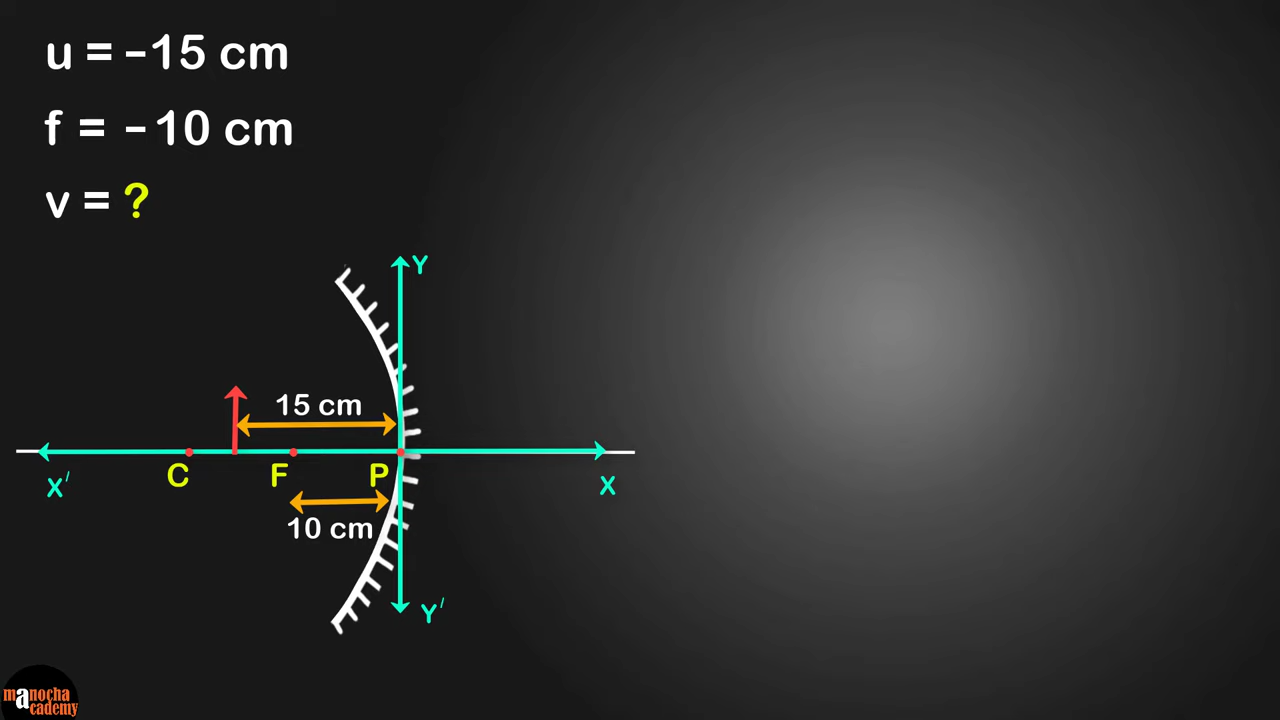 u = –15 cm
f = –10 cm
v = ?
Y
15 cm
C
F
P
X'
X
10 cm
Y'
manocha
academy